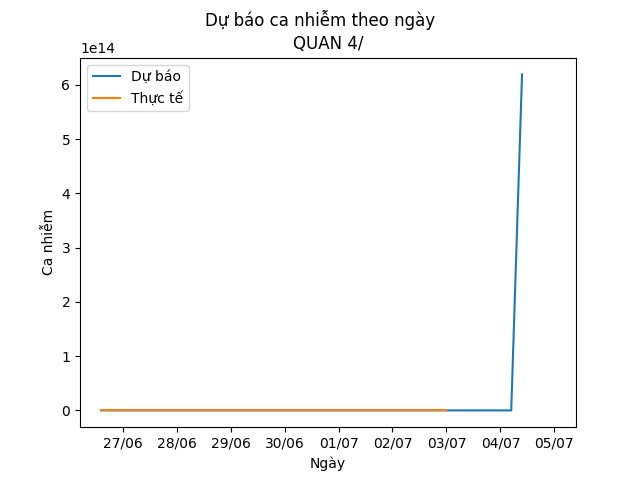 Dự báo ca nhiễm theo ngày
QUAN 4/
1e14
Dự báo
Thực tế
6
5
4
3
2
1
0
Ca nhiễm
27/06 28/06 29/06 30/06 01/07 02/07 03/07 04/07 05/07
Ngày